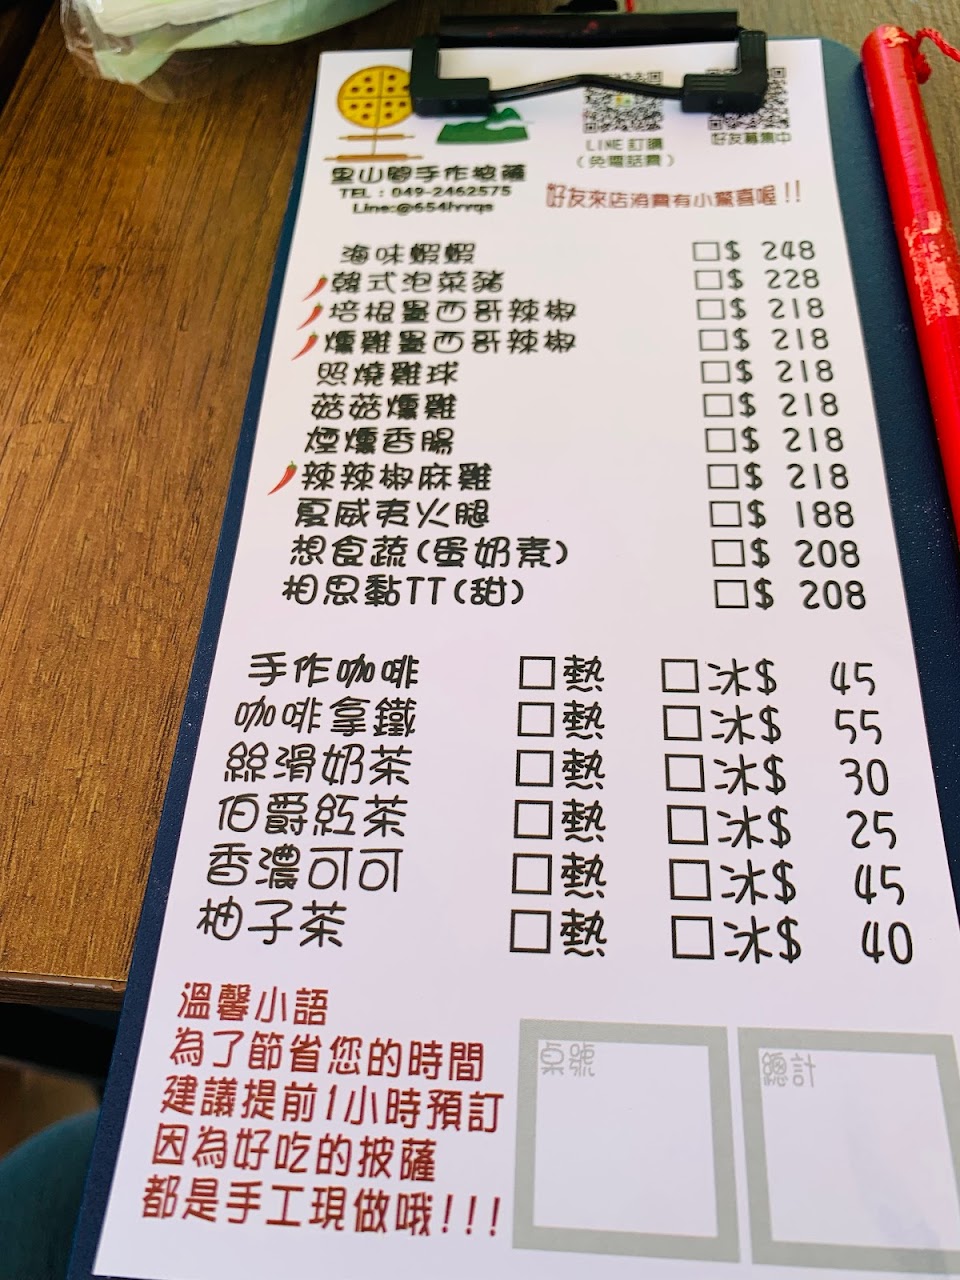 LINE訂購
(免電話費)
好友募集中
里山間手作披薩
TEL：049-2462575
Line:@654lvvqs
好友來店消費有小驚喜喔!!
海味蝦蝦 □$ 248
韓式泡菜豬 □$ 228
培根墨西哥辣椒 □$ 218
燻雞墨西哥辣椒 □$ 218
照燒雞球 □$ 218
菇菇燻雞 □$ 218
煙燻香腸 □$ 218
辣辣椒麻雞 □$ 218
夏威夷火腿 □$ 188
想食蔬(蛋奶素) □$ 208
相思黏TT(甜) □$ 208
手作咖啡 □熱 □冰$ 45
咖啡拿鐵 □熱 □冰$ 55
絲滑奶茶 □熱 □冰$ 30
伯爵紅茶 □熱 □冰$ 25
香濃可可 □熱 □冰$ 45
柚子茶 □熱 □冰$ 40
溫馨小語
為了節省您的時間
建議提前1小時預訂
因為好吃的披薩
都是手工現做哦!!!
桌號
總計